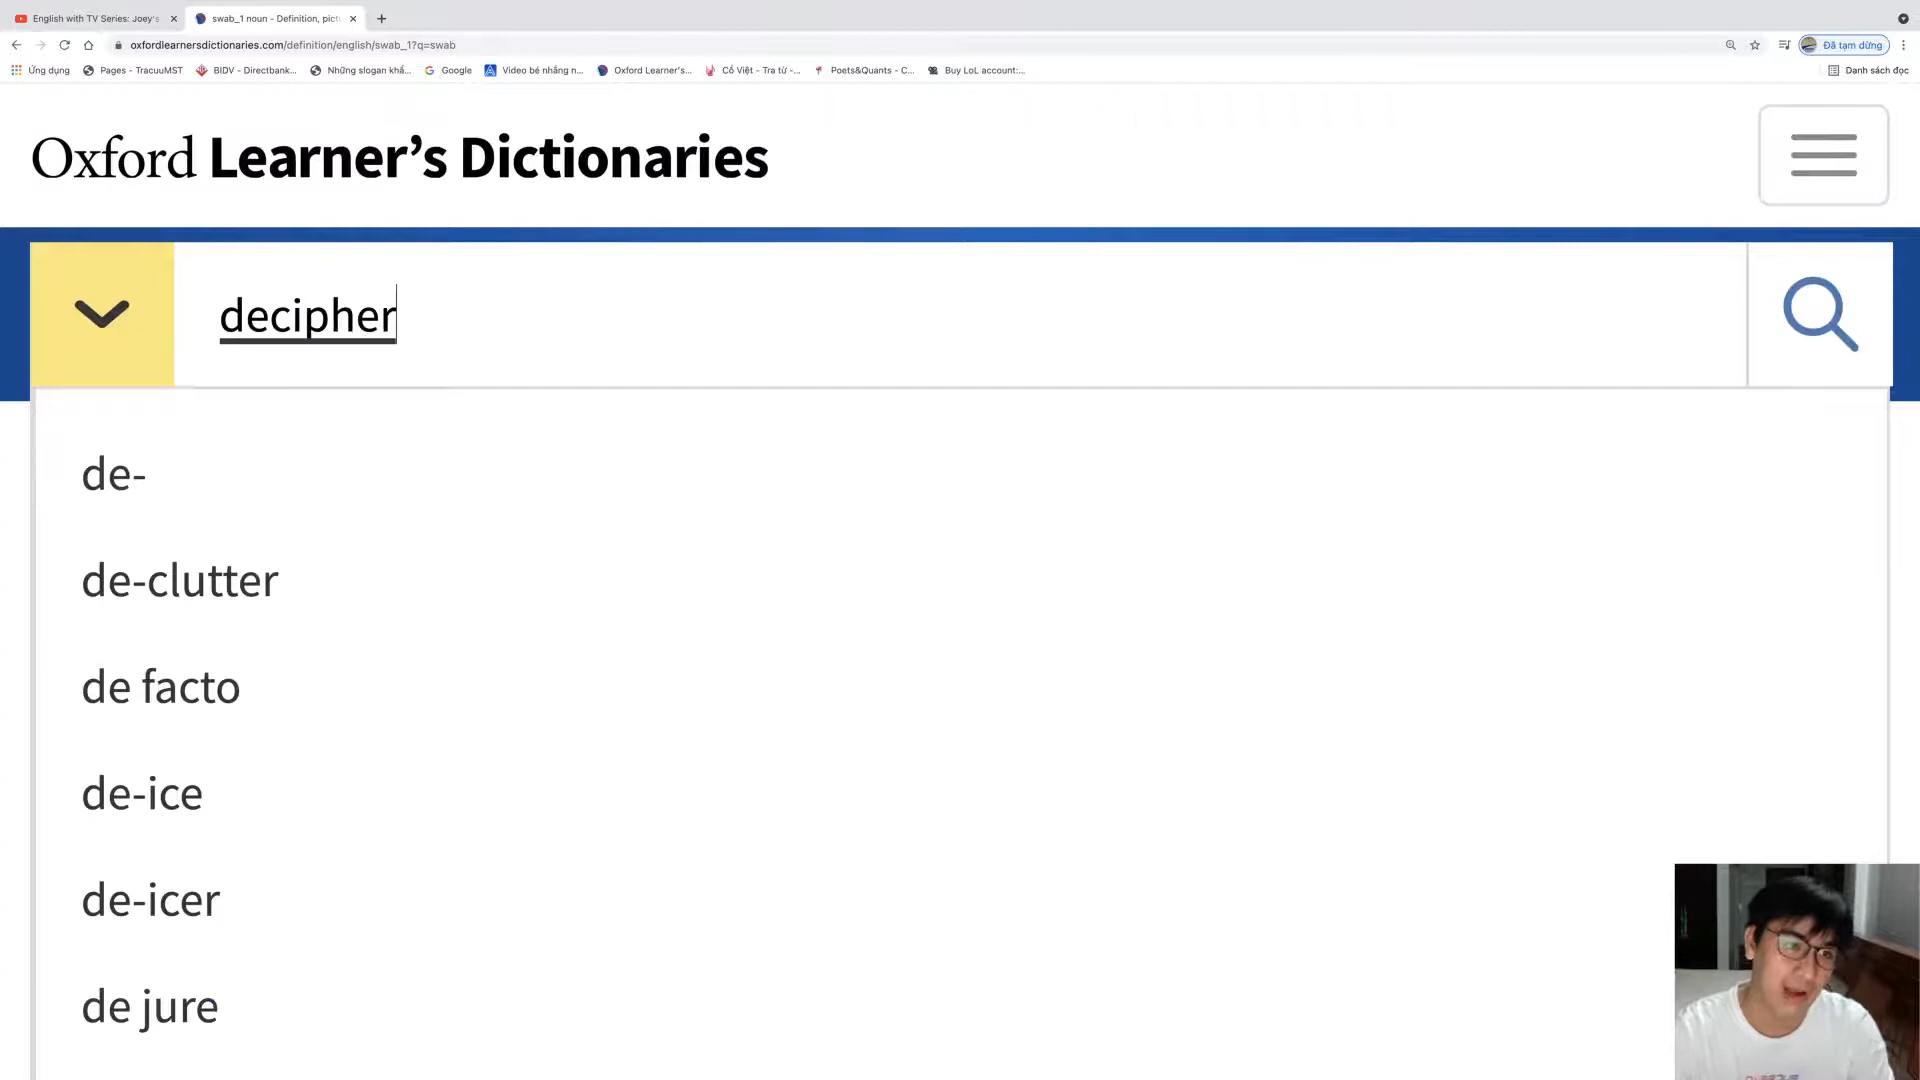 English with TV Series: Joey's
swab_1 noun - Definition, pict
oxfordlearnersdictionaries.com/definition/english/swab_1?q=swab
Đã tạm dừng
Ứng dụng
Pages - TracuuMST
BIDV - Directbank...
Những slogan khẩ...
Google
Video bé nhắng n...
Oxford Learner's...
Cồ Việt - Tra từ -...
Poets&Quants - C...
Buy LoL account:...
Danh sách đọc
Oxford Learner's Dictionaries
decipher
de-
de-clutter
de facto
de-ice
de-icer
de jure